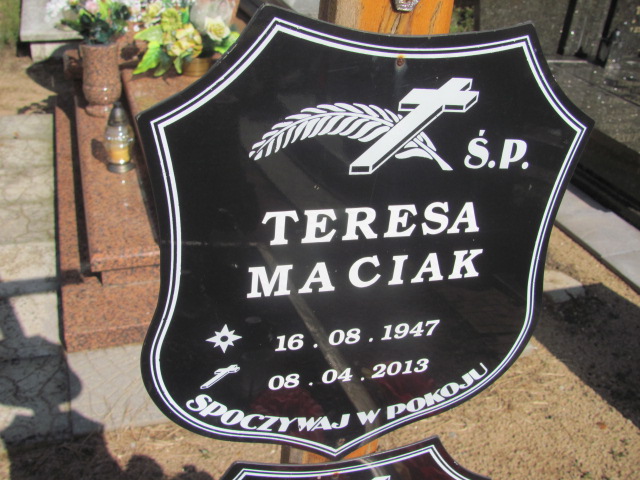 Ś.P.
TERESA
MACIAK
16.08.1947
08.04.2013
SPOCZYWAJ W POKOJU